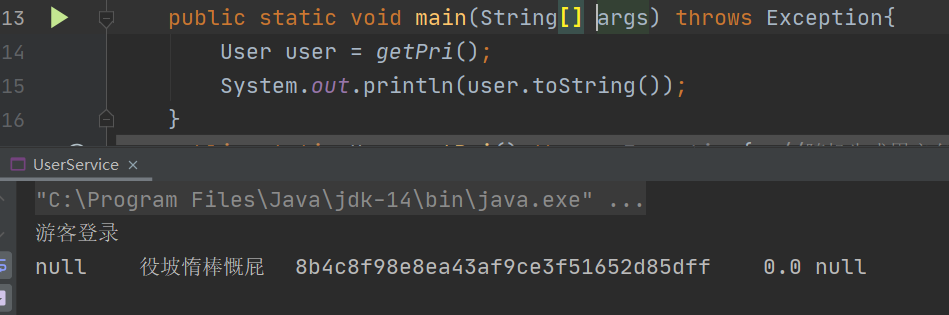 13 public static void main(String[] args) throws Exception{
14 User user = getPri();
15 System.out.println(user.toString());
16 }
UserService ×
"C:\Program Files\Java\jdk-14\bin\java.exe" ...
游客登录
null 役坡惰棒慨屁 8b4c8f98e8ea43af9ce3f51652d85dff 0.0 null